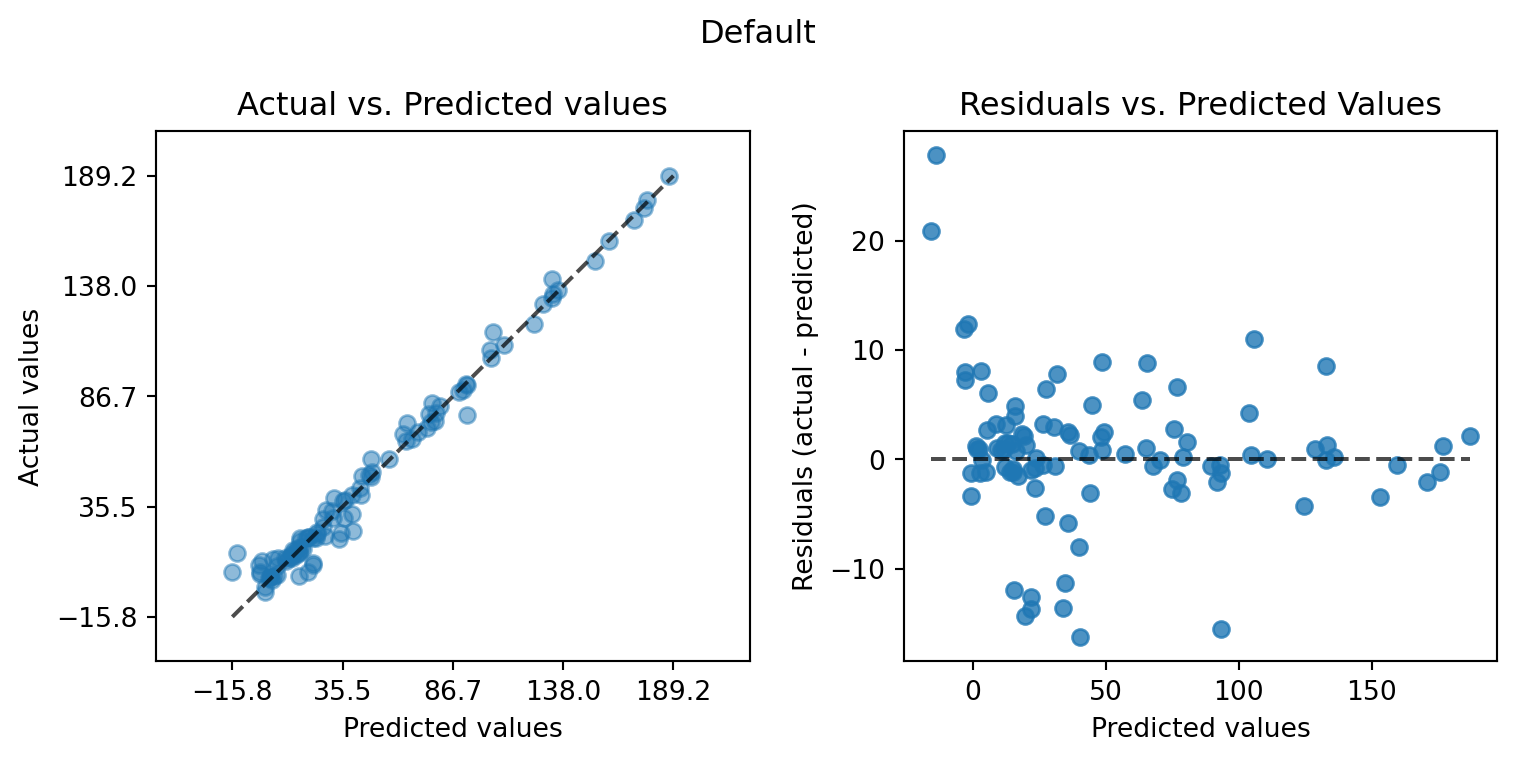 Default
Actual vs. Predicted values
Actual values
189.2
138.0
86.7
35.5
−15.8
−15.8 35.5 86.7 138.0 189.2
Predicted values
Residuals vs. Predicted Values
Residuals (actual - predicted)
20
10
0
−10
0 50 100 150
Predicted values